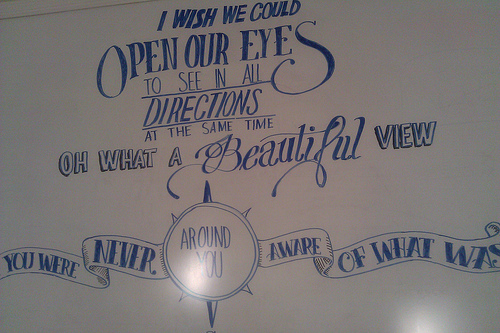 I WISH WE COULD
OPEN OUR EYES
TO SEE IN ALL
DIRECTIONS
AT THE SAME TIME
OH WHAT A Beautiful VIEW
YOU WERE NEVER AWARE OF WHAT WAS
AROUND
YOU